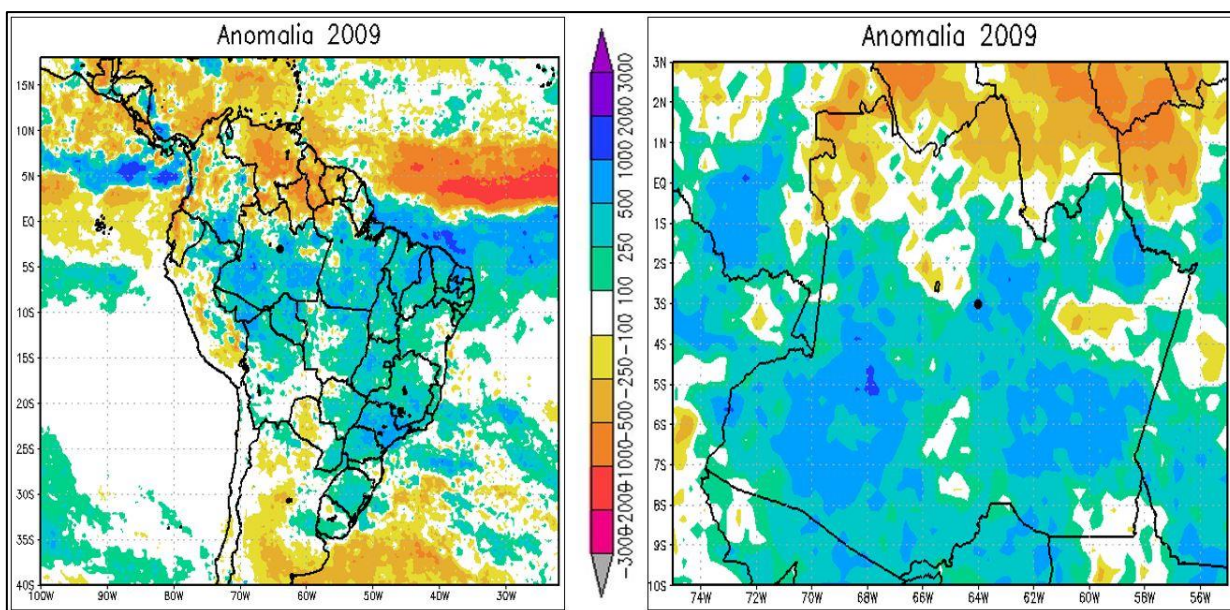 Anomalia 2009
15N
10N
5N
EQ
5S
10S
15S
20S
25S
30S
35S
40S
100W 90W 80W 70W 60W 50W 40W 30W
3000
2000
1000
500
250
100
-100
-250
-500
-1000
-2000
-3000
Anomalia 2009
3N
2N
1N
EQ
1S
2S
3S
4S
5S
6S
7S
8S
9S
10S
74W 72W 70W 68W 66W 64W 62W 60W 58W 56W